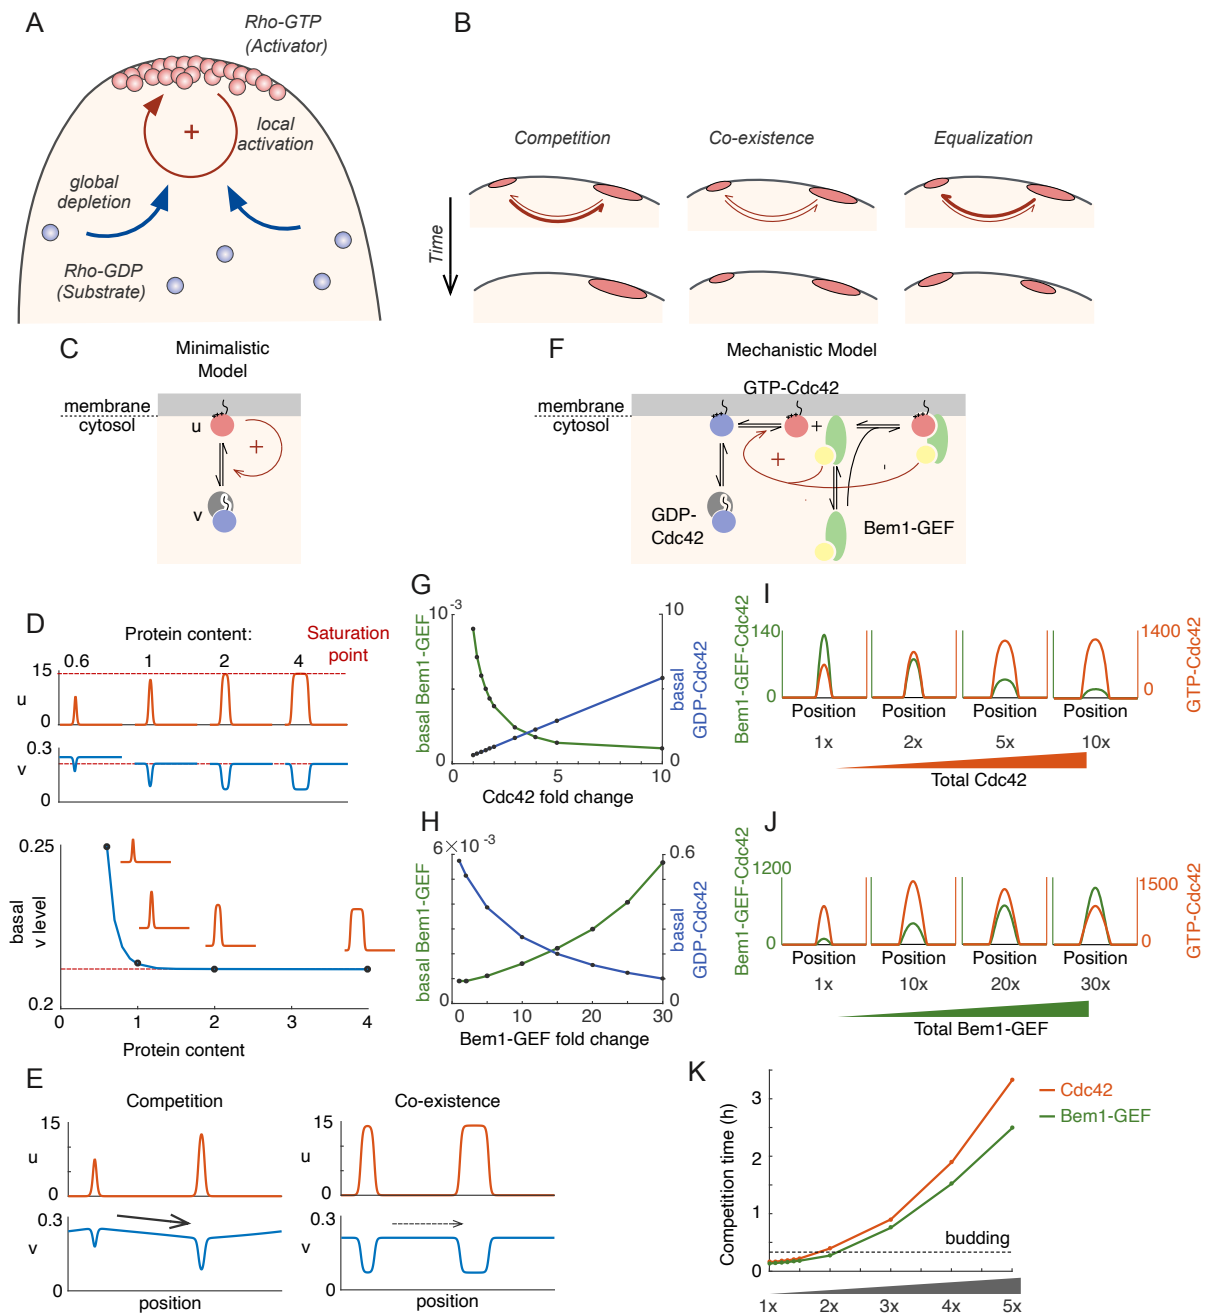 A
Rho-GTP
(Activator)
+
local
activation
global
depletion
Rho-GDP
(Substrate)
B
Competition
Co-existence
Equalization
Time
C
Minimalistic
Model
membrane
cytosol
u
+
v
F
Mechanistic Model
GTP-Cdc42
membrane
cytosol
+
+
GDP-
Cdc42
Bem1-GEF
D
Protein content:
Saturation
point
0.6
1
2
4
15
u
0
0.3
v
0
0.25
basal
v level
0.2
0
1
2
3
4
Protein content
E
Competition
Co-existence
15
u
0
0.3
v
0
position
15
u
0
0.3
v
0
position
G
10-3
basal Bem1-GEF
0
10
basal
GDP-Cdc42
0
0
5
10
Cdc42 fold change
H
6×10-3
basal Bem1-GEF
0
0.6
basal
GDP-Cdc42
0
0
10
20
30
Bem1-GEF fold change
I
Bem1-GEF-Cdc42
140
0
1400
0
GTP-Cdc42
Position
Position
Position
Position
1x
2x
5x
10x
Total Cdc42
J
Bem1-GEF-Cdc42
1200
0
1500
0
GTP-Cdc42
Position
Position
Position
Position
1x
10x
20x
30x
Total Bem1-GEF
K
Competition time (h)
3
2
1
0
Cdc42
Bem1-GEF
budding
1x
2x
3x
4x
5x